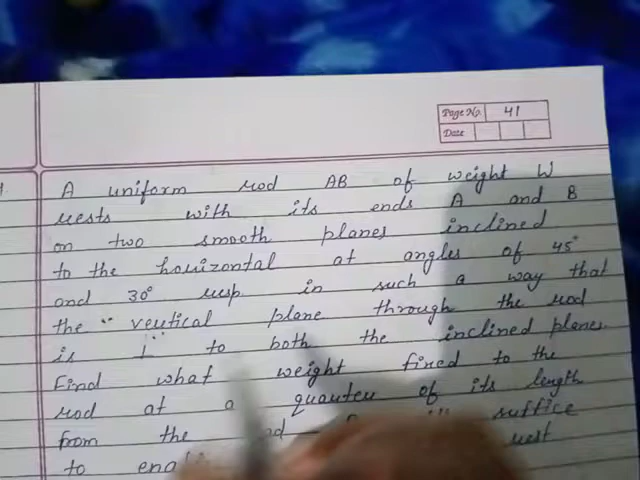 Page No. 41
Date
A uniform rod AB of weight W
rests with its ends A and B
on two smooth planes inclined
to the horizontal at angles of 45°
and 30° resp in such a way that
the vertical plane through the rod
is ⊥ to both the inclined planes.
Find what weight fixed to the
rod at a quarter of its length
from the suffice
to rest